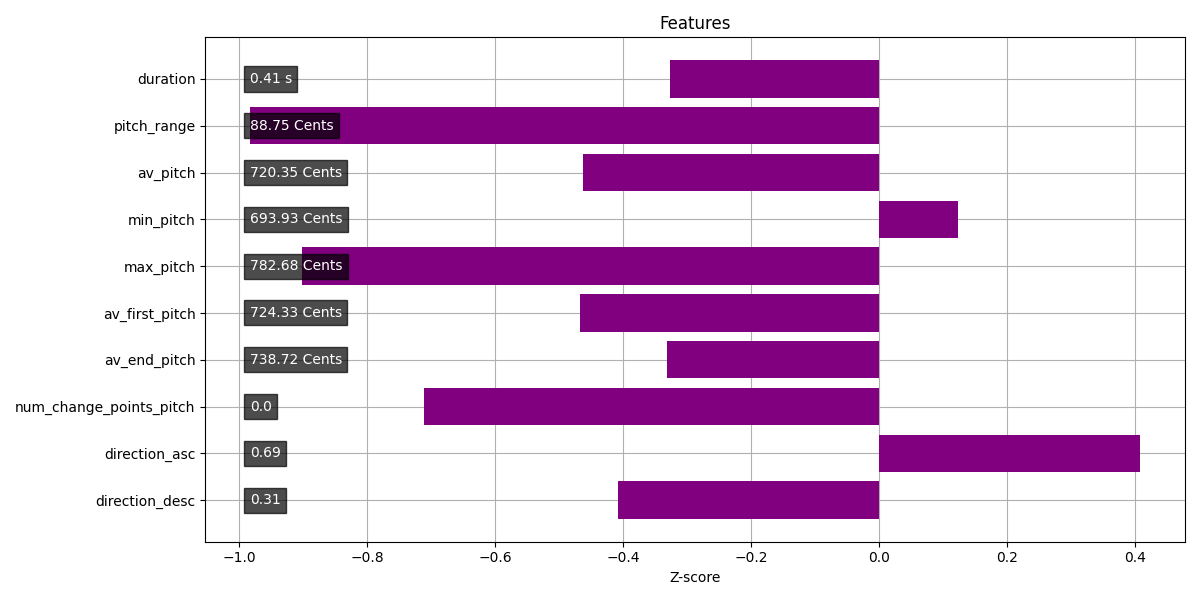 Features
duration 0.41 s
pitch_range 88.75 Cents
av_pitch 720.35 Cents
min_pitch 693.93 Cents
max_pitch 782.68 Cents
av_first_pitch 724.33 Cents
av_end_pitch 738.72 Cents
num_change_points_pitch 0.0
direction_asc 0.69
direction_desc 0.31
−1.0 −0.8 −0.6 −0.4 −0.2 0.0 0.2 0.4
Z-score